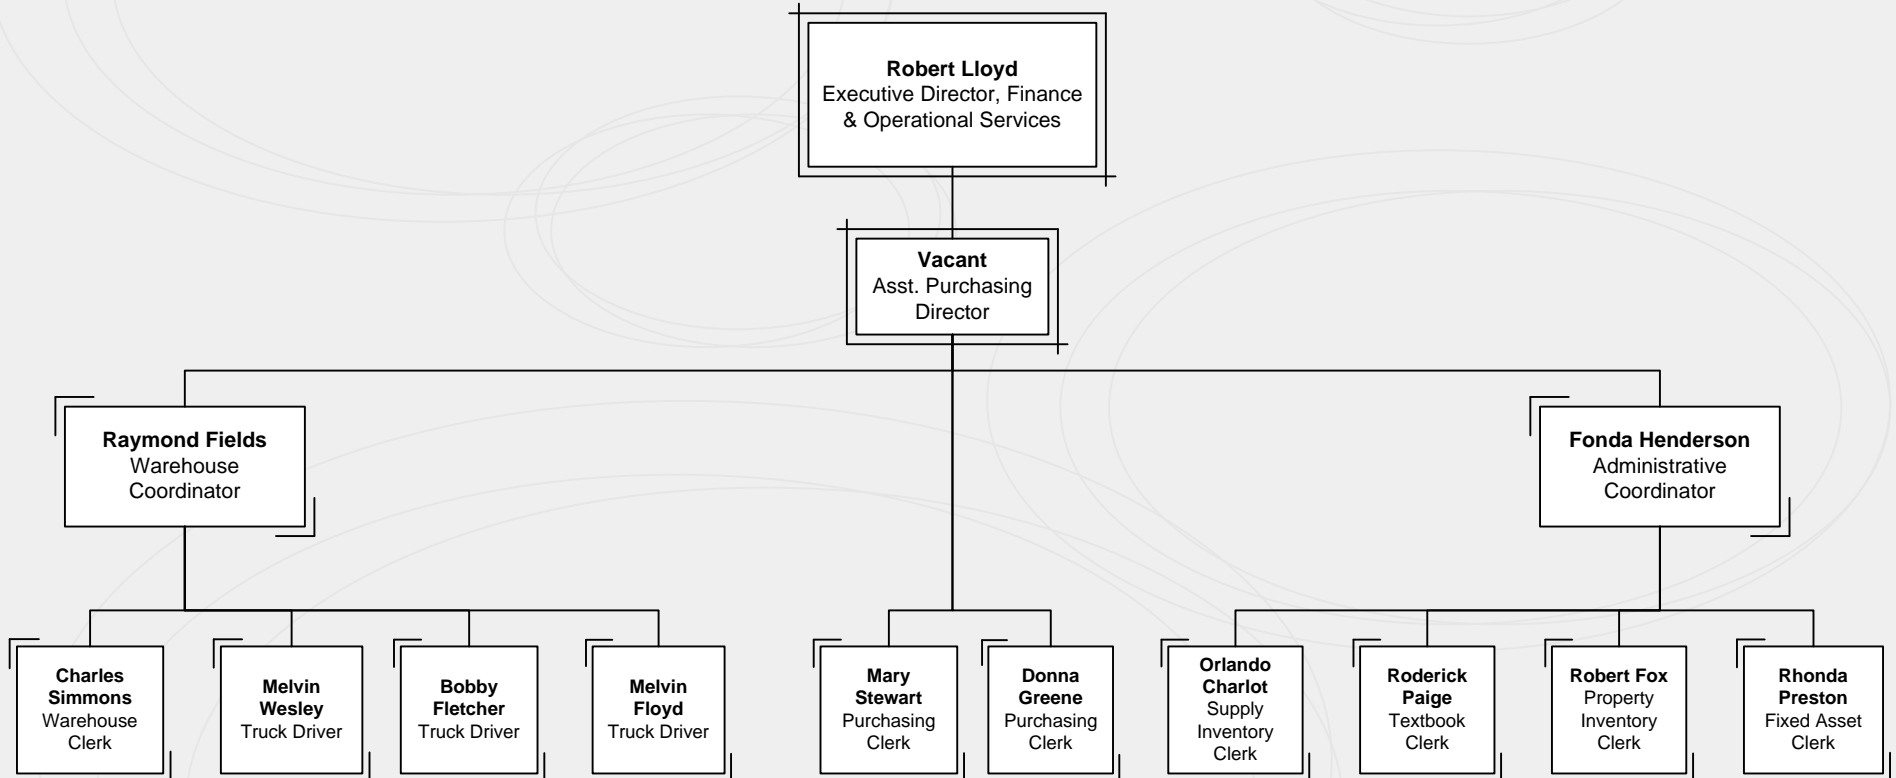 Robert Lloyd
Executive Director, Finance
& Operational Services
Vacant
Asst. Purchasing
Director
Raymond Fields
Warehouse
Coordinator
Fonda Henderson
Administrative
Coordinator
Charles
Simmons
Warehouse
Clerk
Melvin
Wesley
Truck Driver
Bobby
Fletcher
Truck Driver
Melvin
Floyd
Truck Driver
Mary
Stewart
Purchasing
Clerk
Donna
Greene
Purchasing
Clerk
Orlando
Charlot
Supply
Inventory
Clerk
Roderick
Paige
Textbook
Clerk
Robert Fox
Property
Inventory
Clerk
Rhonda
Preston
Fixed Asset
Clerk